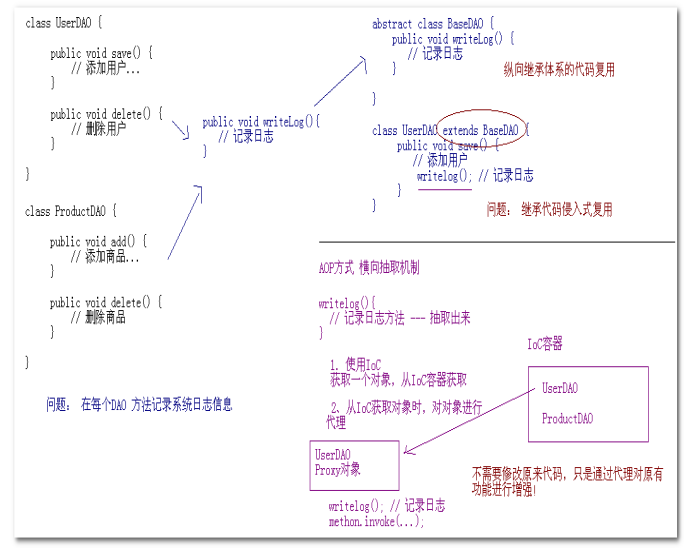 class UserDAO {
public void save() {
// 添加用户...
}
public void delete() {
// 删除用户
}
}
class ProductDAO {
public void add() {
// 添加商品...
}
public void delete() {
// 删除商品
}
}
问题： 在每个DAO 方法记录系统日志信息
public void writeLog(){
// 记录日志
}
abstract class BaseDAO {
public void writeLog() {
// 记录日志
}
}
纵向继承体系的代码复用
class UserDAO extends BaseDAO {
public void save() {
// 添加用户
writelog(); // 记录日志
}
}
问题： 继承代码侵入式复用
AOP方式 横向抽取机制
writelog(){
// 记录日志方法 --- 抽取出来
}
1. 使用IoC
获取一个对象，从IoC容器获取
2、从IoC获取对象时，对对象进行
代理
IoC容器
UserDAO
ProductDAO
UserDAO
Proxy对象
writelog(); // 记录日志
methon.invoke(...);
不需要修改原来代码，只是通过代理对原有
功能进行增强!